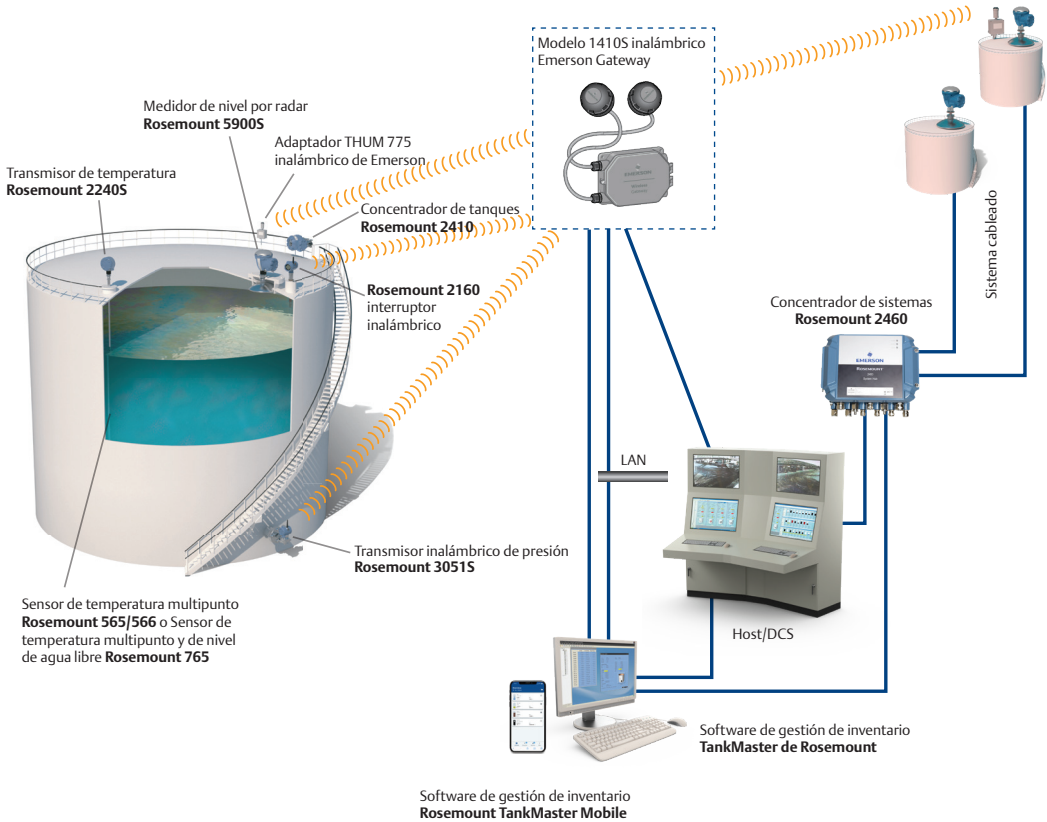 Modelo 1410S inalámbrico
Emerson Gateway
Medidor de nivel por radar
Rosemount 5900S
Adaptador THUM 775
inalámbrico de Emerson
Transmisor de temperatura
Rosemount 2240S
Concentrador de tanques
Rosemount 2410
Rosemount 2160
interruptor
inalámbrico
EMERSON
Sistema cableado
Concentrador de sistemas
Rosemount 2460
EMERSON
ROSEMOUNT
LAN
Transmisor inalámbrico de presión
Rosemount 3051S
Sensor de temperatura multipunto
Rosemount 565/566 o Sensor de
temperatura multipunto y de nivel
de agua libre Rosemount 765
Host/DCS
Software de gestión de inventario
TankMaster de Rosemount
Software de gestión de inventario
Rosemount TankMaster Mobile